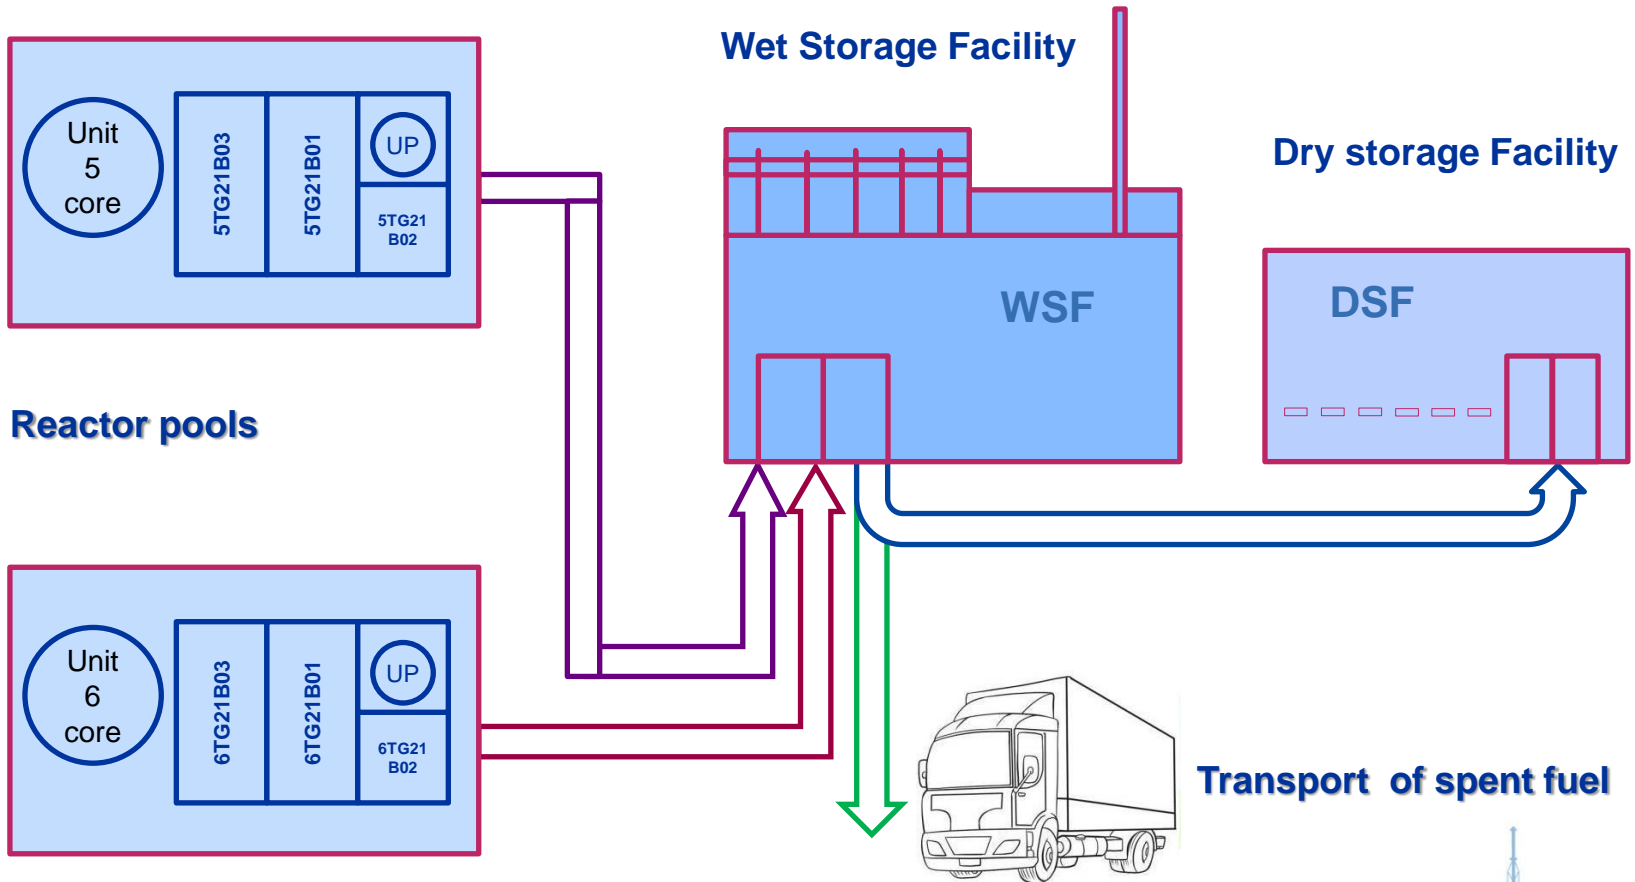 Wet Storage Facility
Unit
5
core
5TG21B03
5TG21B01
UP
5TG21
B02
Dry storage Facility
WSF
DSF
Reactor pools
Unit
6
core
6TG21B03
6TG21B01
UP
6TG21
B02
Transport of spent fuel